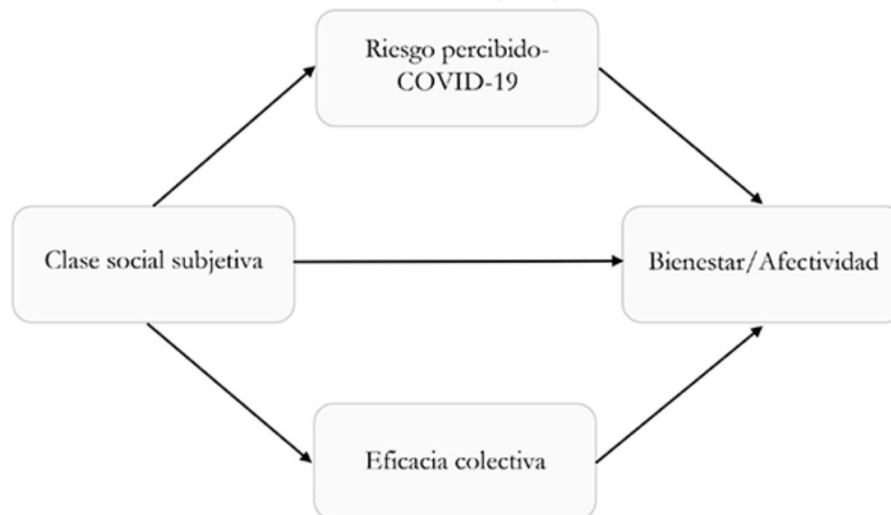 Riesgo percibido-
COVID-19
Clase social subjetiva
Bienestar/Afectividad
Eficacia colectiva